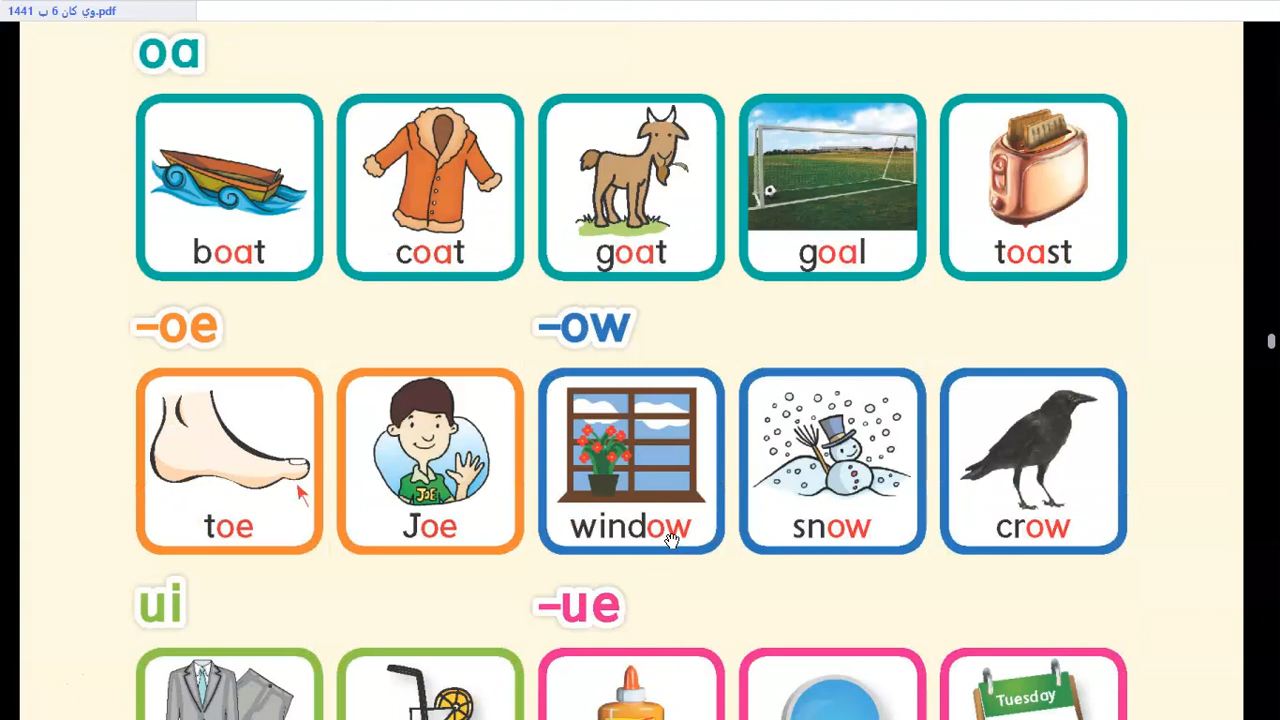 وي كان 6 ب 1441.pdf
oa
boat coat goat goal toast
-oe -ow
toe Joe window snow crow
JOE
ui -ue
Tuesday